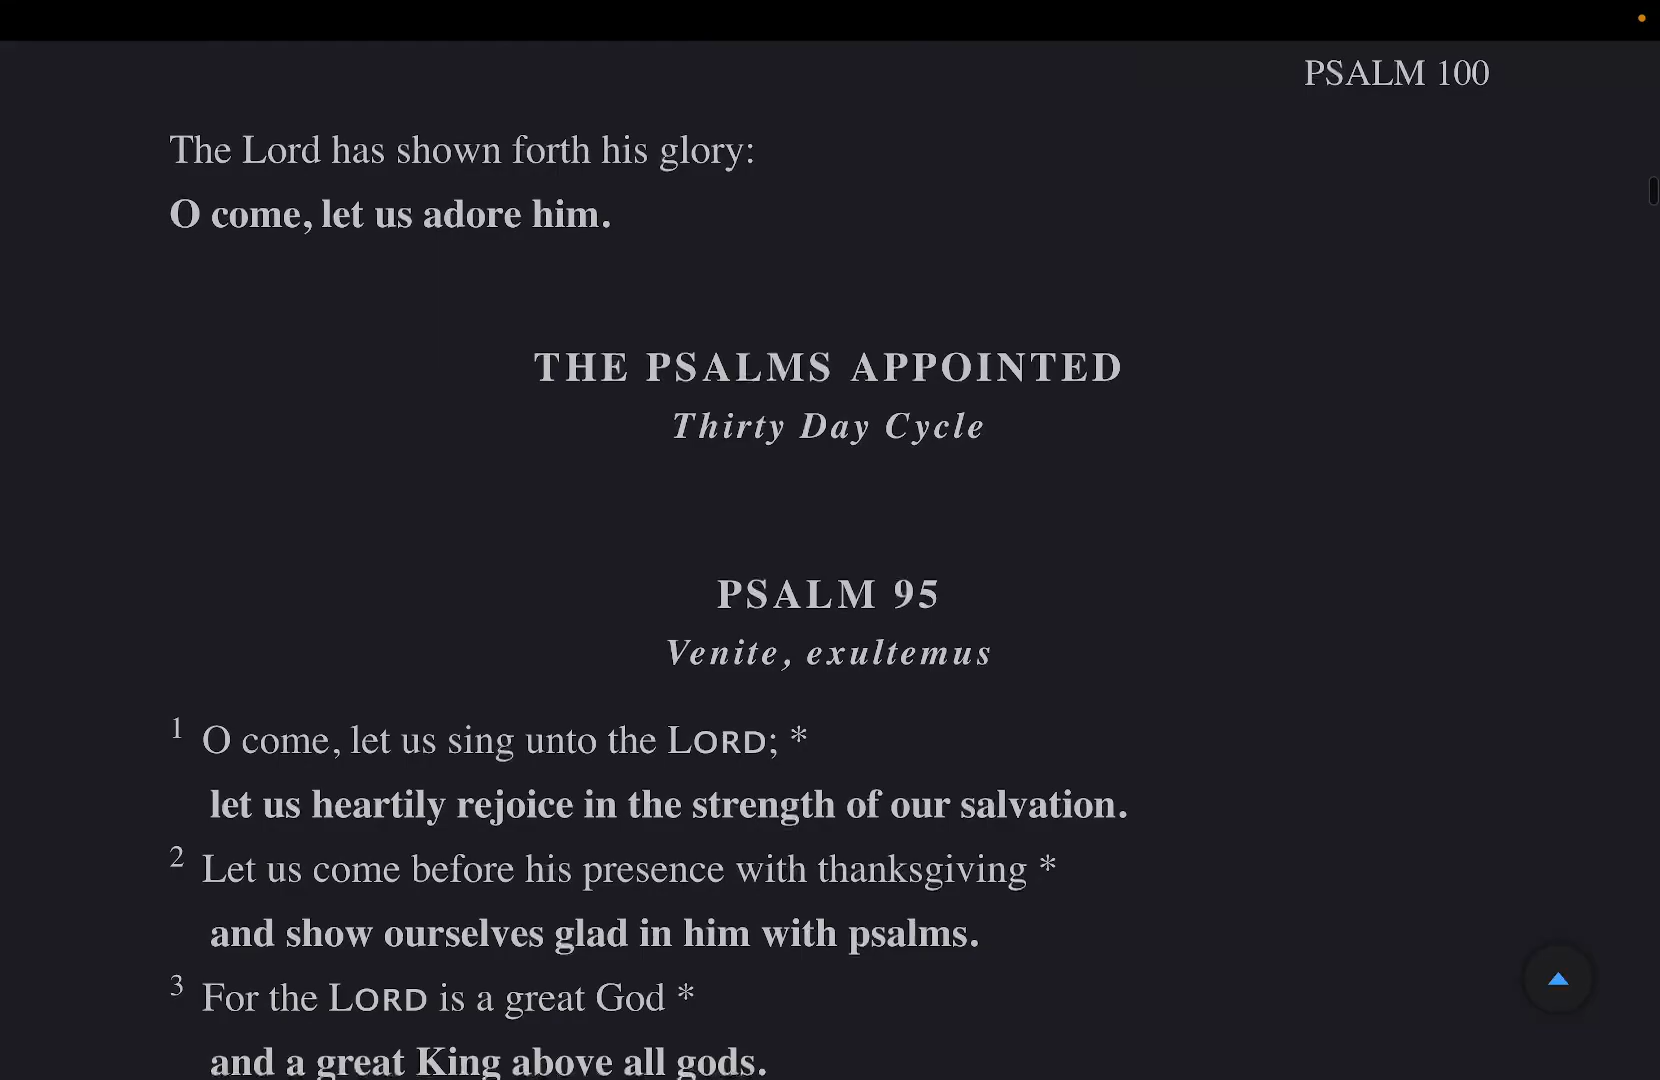 PSALM 100
The Lord has shown forth his glory:
O come, let us adore him.
THE PSALMS APPOINTED
Thirty Day Cycle
PSALM 95
Venite, exultemus
1 O come, let us sing unto the LORD; *
let us heartily rejoice in the strength of our salvation.
2 Let us come before his presence with thanksgiving *
and show ourselves glad in him with psalms.
3 For the LORD is a great God *
and a great King above all gods.